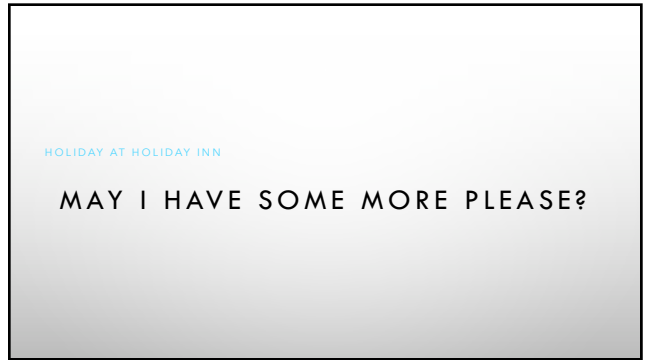 HOLIDAY AT HOLIDAY INN
MAY I HAVE SOME MORE PLEASE?